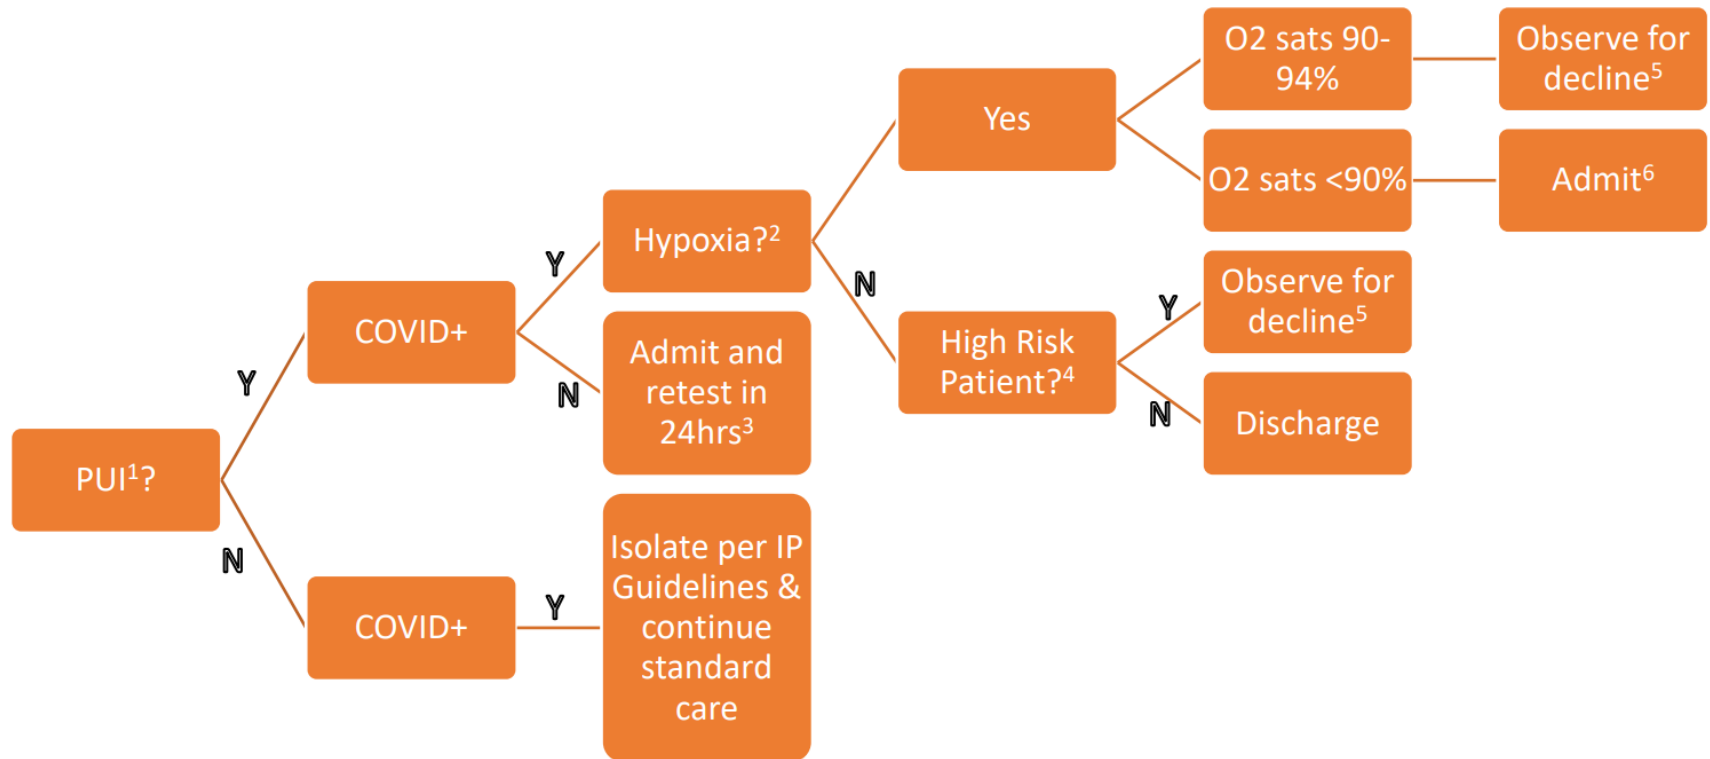 PUI¹?
Y
N
COVID+
Y
N
Hypoxia?²
Admit and
retest in
24hrs³
N
Yes
O2 sats 90-
94%
Observe for
decline⁵
O2 sats <90%
Admit⁶
High Risk
Patient?⁴
Y
N
Observe for
decline⁵
Discharge
COVID+
Y
Isolate per IP
Guidelines &
continue
standard
care